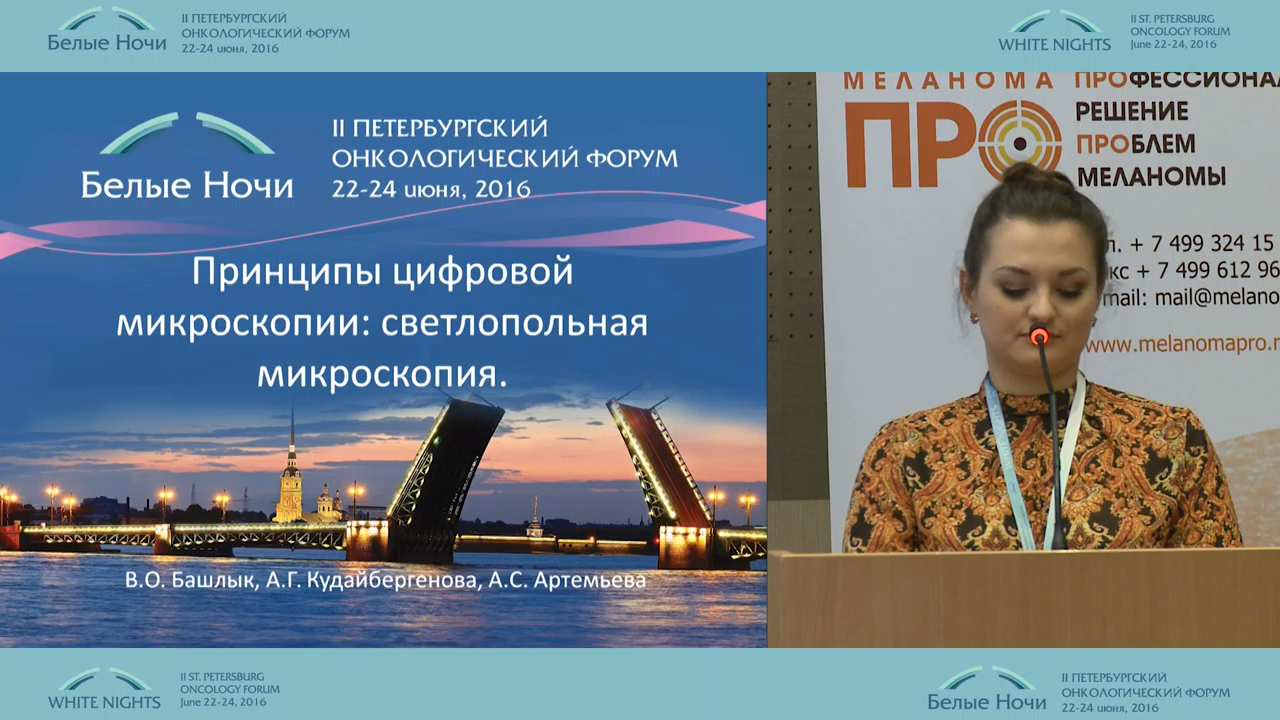 Белые Ночи
II ПЕТЕРБУРГСКИЙ
ОНКОЛОГИЧЕСКИЙ ФОРУМ
22-24 июня, 2016
WHITE NIGHTS
II ST. PETERSBURG
ONCOLOGY FORUM
June 22-24, 2016
Белые Ночи
II ПЕТЕРБУРГСКИЙ
ОНКОЛОГИЧЕСКИЙ ФОРУМ
22-24 июня, 2016
Принципы цифровой
микроскопии: светлопольная
микроскопия.
В.О. Башлык, А.Г. Кудайбергенова, А.С. Артемьева
МЕЛАНОМА
ПРО
ПРОФЕССИОНАЛ
РЕШЕНИЕ
ПРОБЛЕМ
МЕЛАНОМЫ
л. + 7 499 324 15
кс + 7 499 612 96
mail: mail@melano
www.melanomapro.r
WHITE NIGHTS
II ST. PETERSBURG
ONCOLOGY FORUM
June 22-24, 2016
Белые Ночи
II ПЕТЕРБУРГСКИЙ
ОНКОЛОГИЧЕСКИЙ ФОРУМ
22-24 июня, 2016